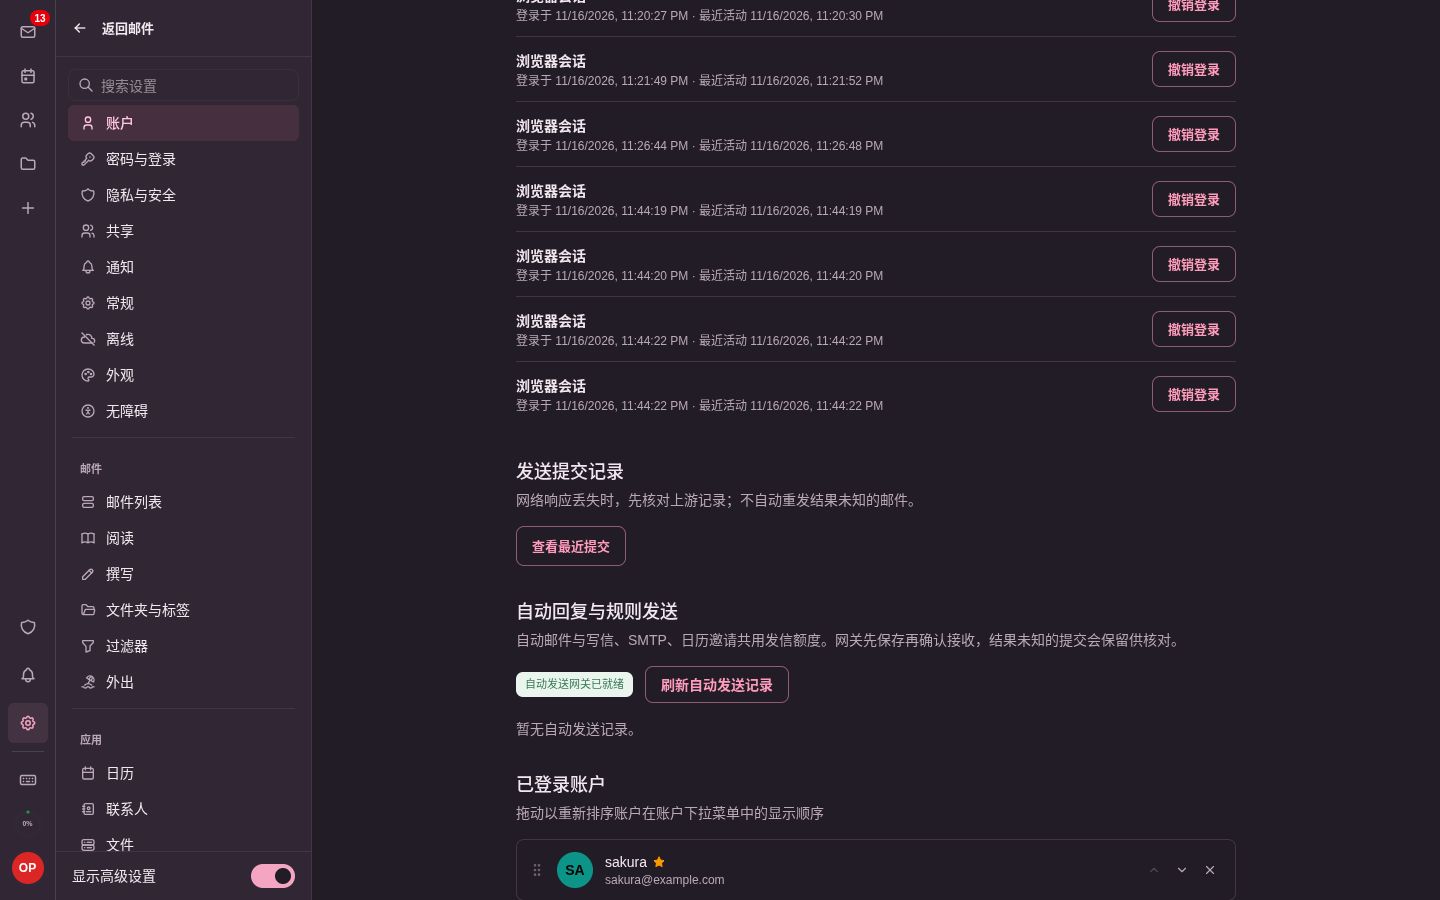 13
返回邮件
搜索设置
账户
密码与登录
隐私与安全
共享
通知
常规
离线
外观
无障碍
邮件
邮件列表
阅读
撰写
文件夹与标签
过滤器
外出
应用
日历
联系人
文件
显示高级设置
0%
OP
浏览器会话
登录于 11/16/2026, 11:20:27 PM · 最近活动 11/16/2026, 11:20:30 PM
撤销登录
浏览器会话
登录于 11/16/2026, 11:21:49 PM · 最近活动 11/16/2026, 11:21:52 PM
撤销登录
浏览器会话
登录于 11/16/2026, 11:26:44 PM · 最近活动 11/16/2026, 11:26:48 PM
撤销登录
浏览器会话
登录于 11/16/2026, 11:44:19 PM · 最近活动 11/16/2026, 11:44:19 PM
撤销登录
浏览器会话
登录于 11/16/2026, 11:44:20 PM · 最近活动 11/16/2026, 11:44:20 PM
撤销登录
浏览器会话
登录于 11/16/2026, 11:44:22 PM · 最近活动 11/16/2026, 11:44:22 PM
撤销登录
浏览器会话
登录于 11/16/2026, 11:44:22 PM · 最近活动 11/16/2026, 11:44:22 PM
撤销登录
发送提交记录
网络响应丢失时，先核对上游记录；不自动重发结果未知的邮件。
查看最近提交
自动回复与规则发送
自动邮件与写信、SMTP、日历邀请共用发信额度。网关先保存再确认接收，结果未知的提交会保留供核对。
自动发送网关已就绪
刷新自动发送记录
暂无自动发送记录。
已登录账户
拖动以重新排序账户在账户下拉菜单中的显示顺序
SA
sakura
sakura@example.com